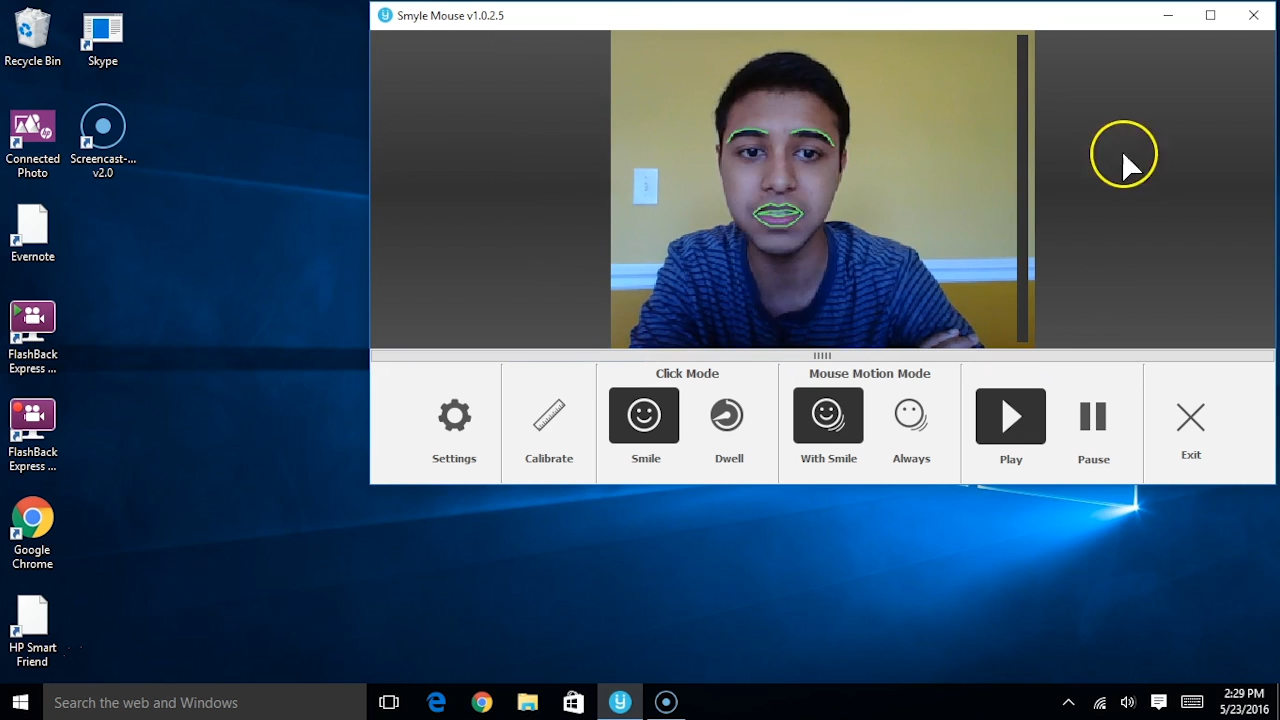 Smyle Mouse v1.0.2.5
Recycle Bin
Skype
Connected
Photo
Screencast-...
v2.0
Evernote
FlashBack
Express ...
FlashBack
Express ...
Google
Chrome
HP Smart
Friend
Click Mode
Mouse Motion Mode
Settings
Calibrate
Smile
Dwell
With Smile
Always
Play
Pause
Exit
Search the web and Windows
2:29 PM
5/23/2016